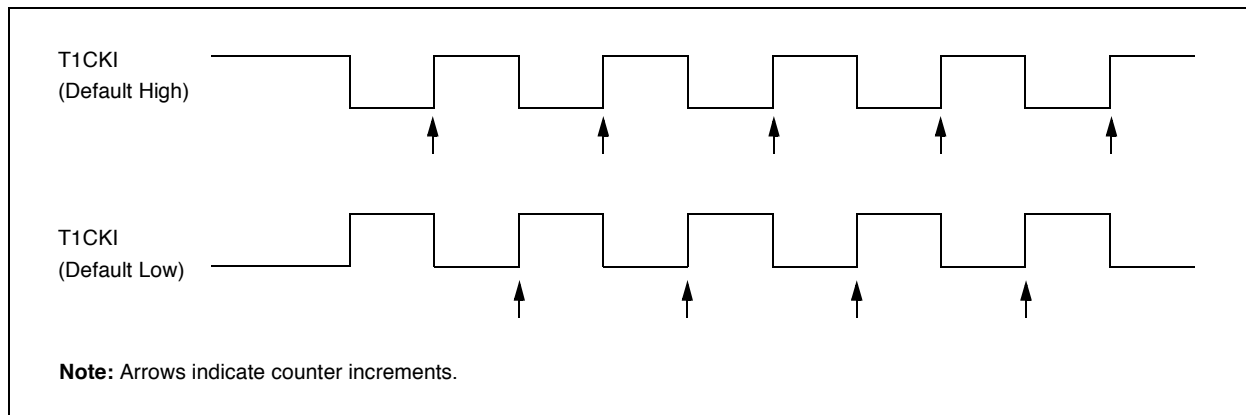 T1CKI
(Default High)
T1CKI
(Default Low)
Note: Arrows indicate counter increments.